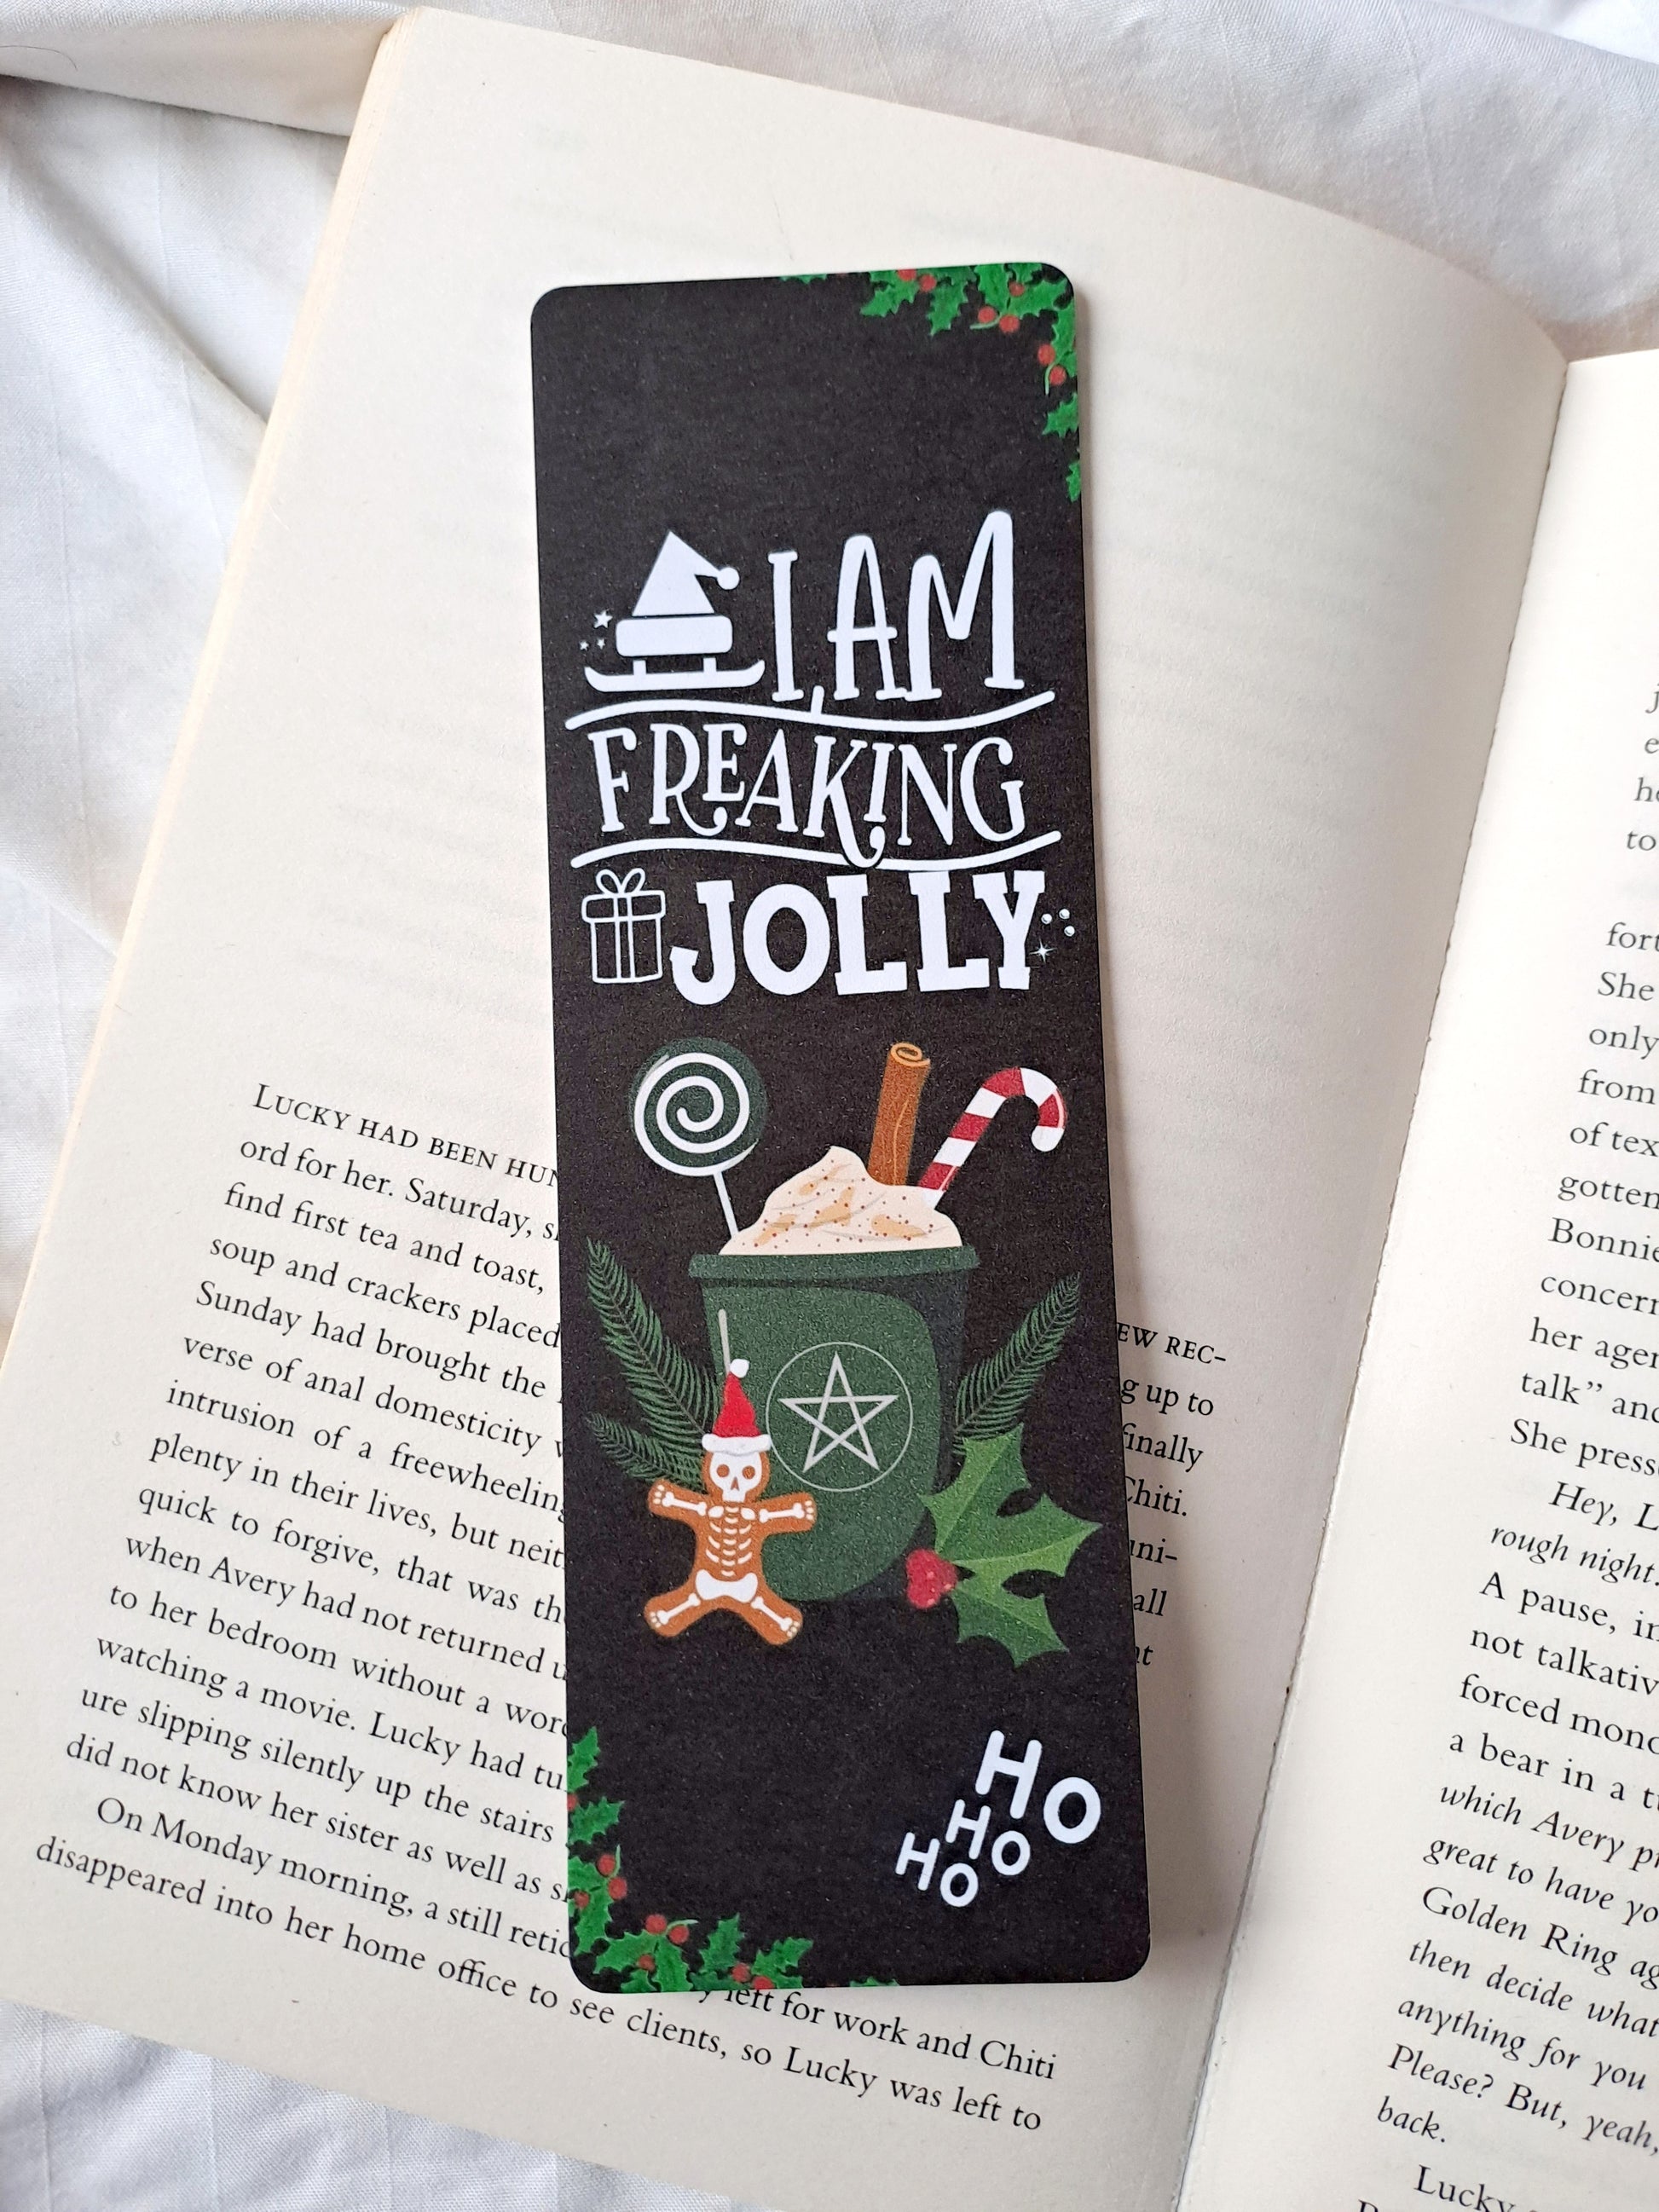 I AM
FREAKING
JOLLY
HO
HO
HO
LUCKY HAD BEEN
EW REC-
ord for her. Saturday,
g up to
find first tea and toast,
finally
soup and crackers placed
Chiti.
Sunday had brought the
uni-
verse of anal domesticity
all
intrusion of a freewheeling
nt
plenty in their lives, but
quick to forgive, that was
when Avery had not returned
to her bedroom without a
watching a movie. Lucky had
ure slipping silently up the stairs
did not know her sister as well as
On Monday morning, a still
left for work and Chiti
disappeared into her home office to see clients, so Lucky was left to
j
e
to
fort
She
only
from
of tex
gotten
Bonnie
concern
her agen
talk" and
She press
Hey, L
rough night.
A pause, in
not talkativ
forced mono
a bear in a
which Avery
great to have yo
Golden Ring ag
then decide what
anything for you
Please? But, yeah,
back.
Lucky